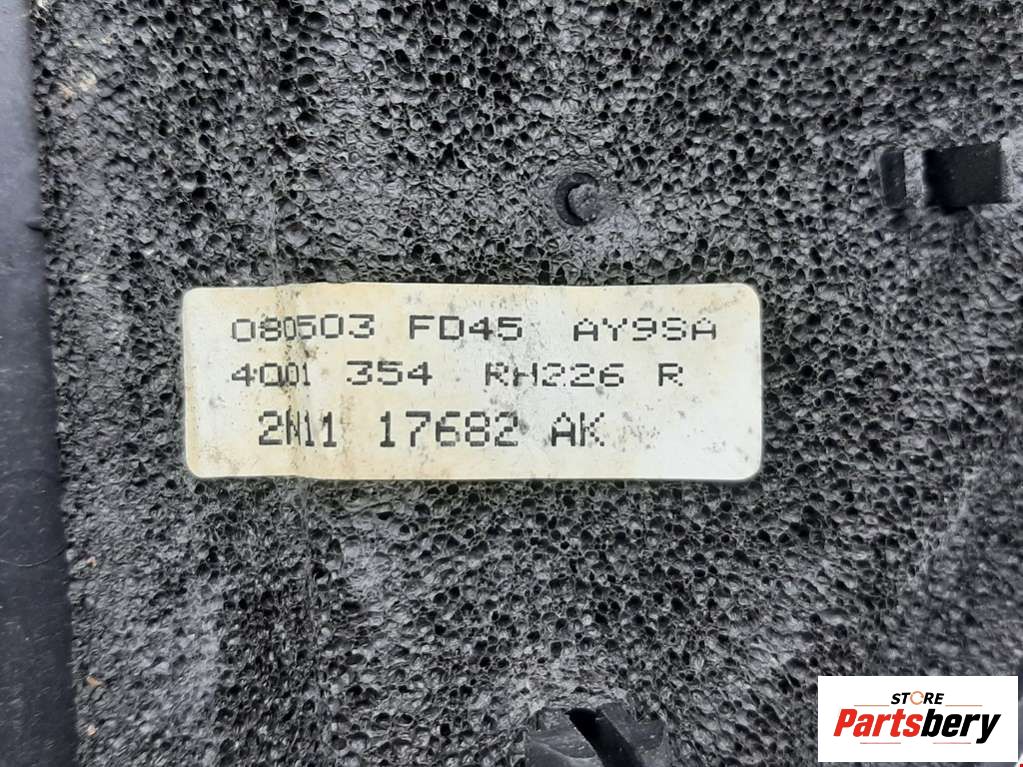 080503 FD45 AY9SA
4Q01 354 RH226 R
2N11 17682 AK
STORE
Partsbery